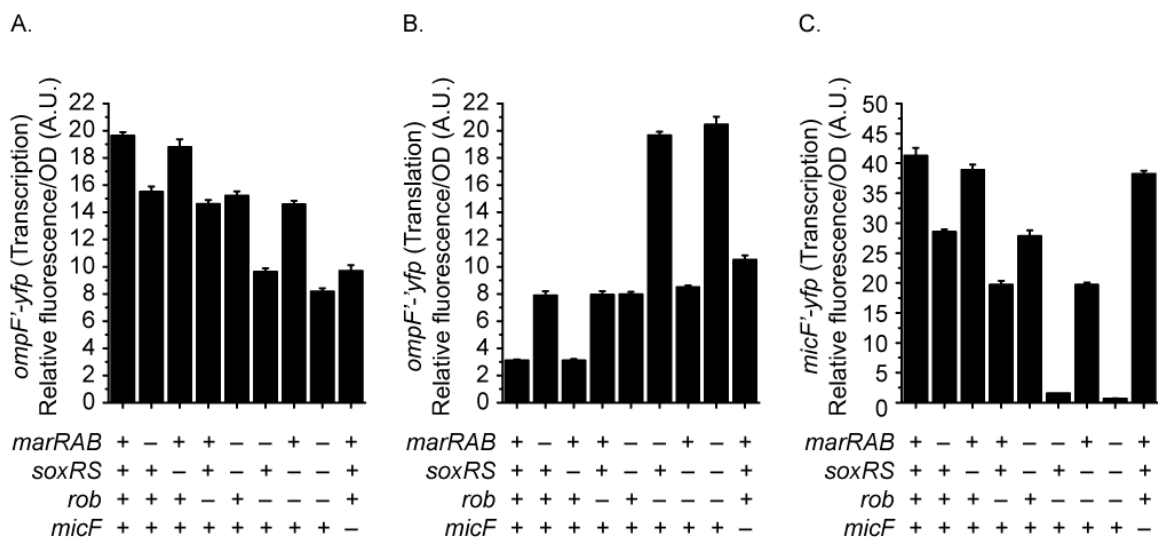 A.
ompF'-yfp (Transcription)
Relative fluorescence/OD (A.U.)
22
20
18
16
14
12
10
8
6
4
2
0
marRAB + – + + – – + – +
soxRS + + – + – + – – +
rob + + + – + – – – +
micF + + + + + + + + –
B.
ompF'-'yfp (Translation)
Relative fluorescence/OD (A.U.)
22
20
18
16
14
12
10
8
6
4
2
0
marRAB + – + + – – + – +
soxRS + + – + – + – – +
rob + + + – + – – – +
micF + + + + + + + + –
C.
micF'-yfp (Transcription)
Relative fluorescence/OD (A.U.)
50
45
40
35
30
25
20
15
10
5
0
marRAB + – + + – – + – +
soxRS + + – + – + – – +
rob + + + – + – – – +
micF + + + + + + + + –